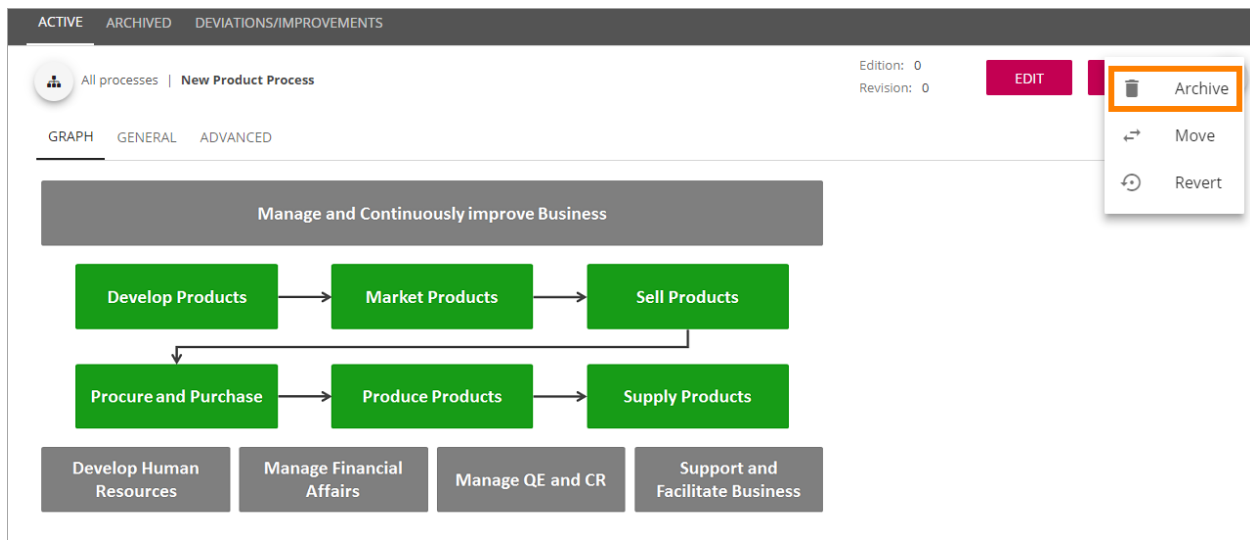 ACTIVE ARCHIVED DEVIATIONS/IMPROVEMENTS
All processes | New Product Process
Edition: 0
Revision: 0
EDIT
Archive
Move
Revert
GRAPH GENERAL ADVANCED
Manage and Continuously improve Business
Develop Products
Market Products
Sell Products
Procure and Purchase
Produce Products
Supply Products
Develop Human
Resources
Manage Financial
Affairs
Manage QE and CR
Support and
Facilitate Business